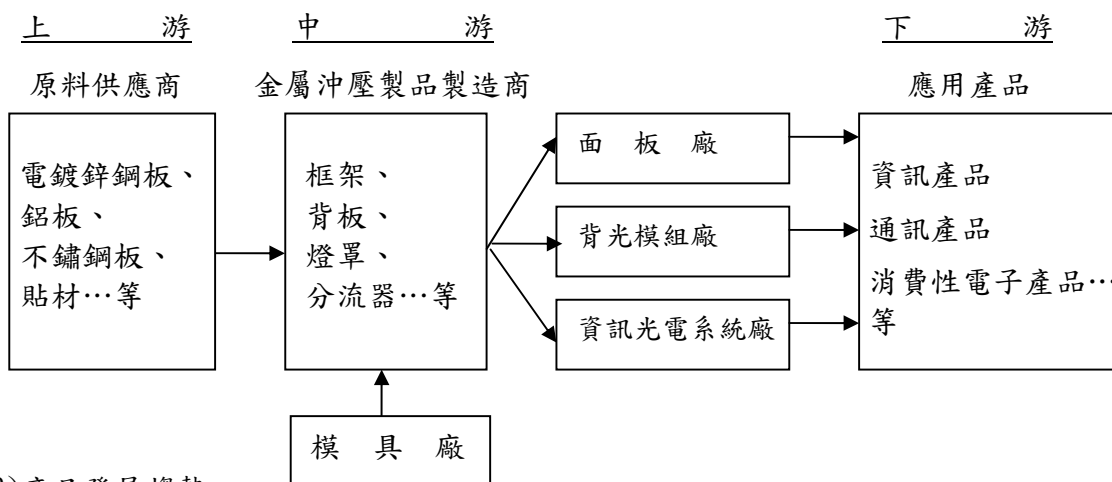 上游
中游
下游
原料供應商
金屬沖壓製品製造商
應用產品
電鍍鋅鋼板、
鋁板、
不鏽鋼板、
貼材…等
框架、
背板、
燈罩、
分流器…等
面板廠
背光模組廠
資訊光電系統廠
資訊產品
通訊產品
消費性電子產品…
等
模具廠